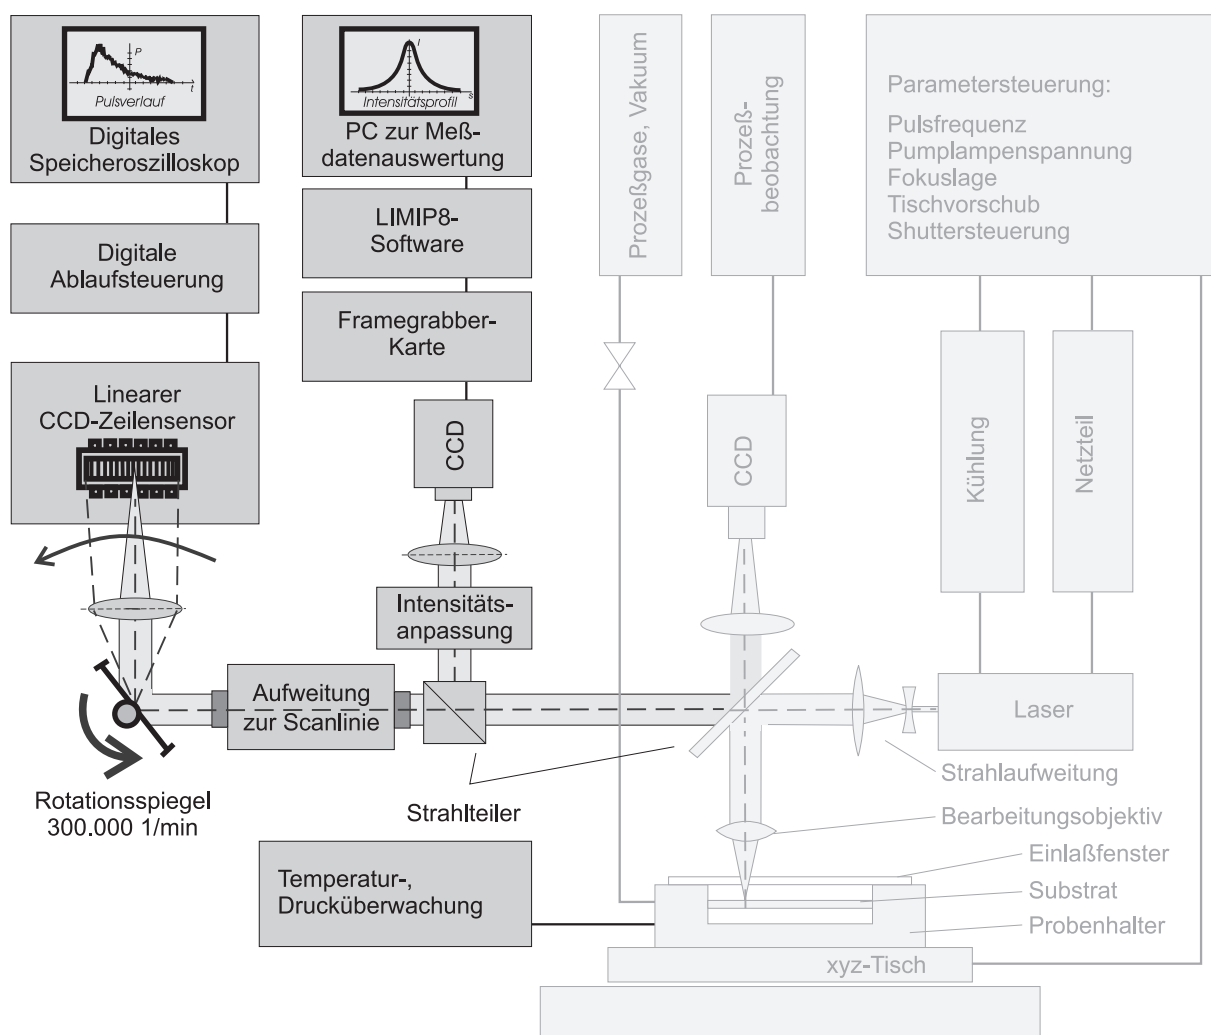 P
t
Pulsverlauf
Digitales
Speicheroszilloskop
Digitale
Ablaufsteuerung
Linearer
CCD-Zeilensensor
Rotationsspiegel
300.000 1/min
I
s
Intensitätsprofil
PC zur Meß-
datenauswertung
LIMIP8-
Software
Framegrabber-
Karte
CCD
Intensitäts-
anpassung
Aufweitung
zur Scanlinie
Strahlteiler
Temperatur-,
Drucküberwachung
Prozeßgase, Vakuum
Prozeß-
beobachtung
CCD
Parametersteuerung:
Pulsfrequenz
Pumplampenspannung
Fokuslage
Tischvorschub
Shuttersteuerung
Kühlung
Netzteil
Laser
Strahlaufweitung
Bearbeitungsobjektiv
Einlaßfenster
Substrat
Probenhalter
xyz-Tisch